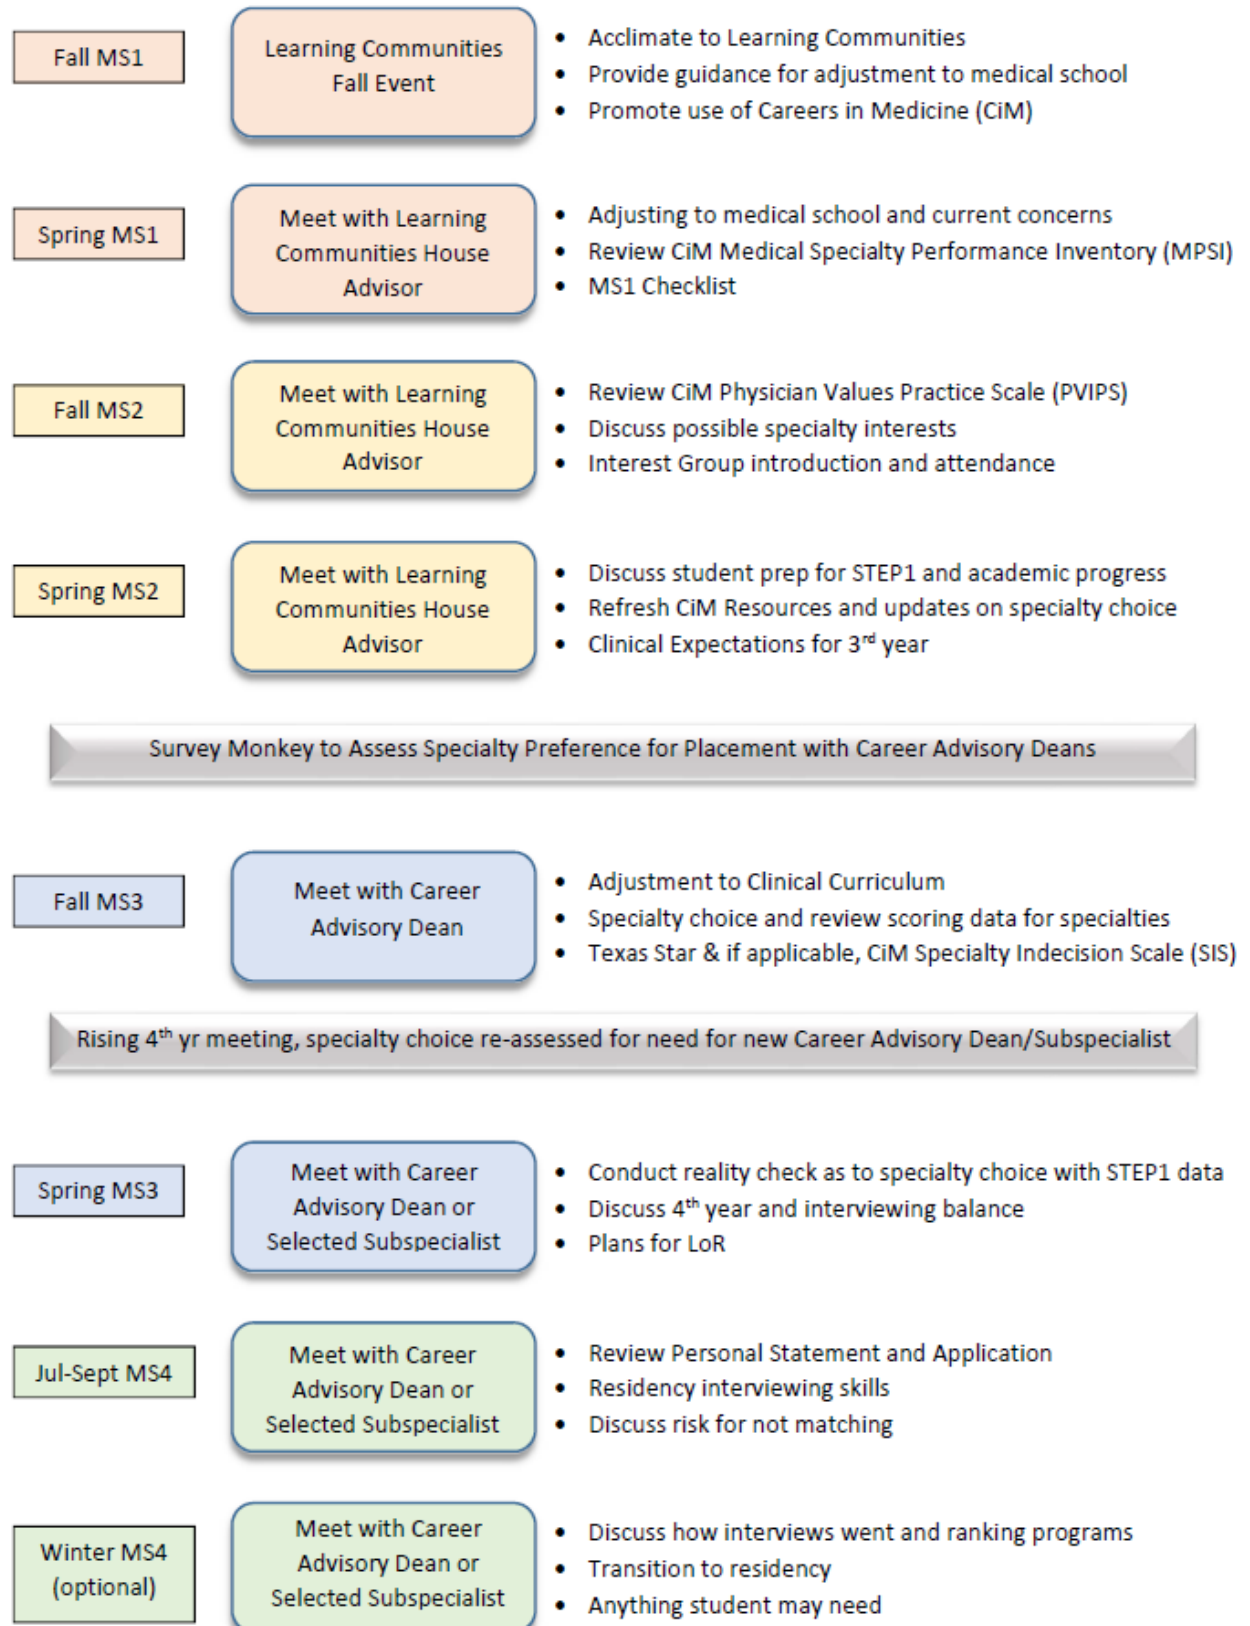 Fall MS1
Learning Communities
Fall Event
• Acclimate to Learning Communities
• Provide guidance for adjustment to medical school
• Promote use of Careers in Medicine (CiM)
Spring MS1
Meet with Learning
Communities House
Advisor
• Adjusting to medical school and current concerns
• Review CiM Medical Specialty Performance Inventory (MPSI)
• MS1 Checklist
Fall MS2
Meet with Learning
Communities House
Advisor
• Review CiM Physician Values Practice Scale (PVIPS)
• Discuss possible specialty interests
• Interest Group introduction and attendance
Spring MS2
Meet with Learning
Communities House
Advisor
• Discuss student prep for STEP1 and academic progress
• Refresh CiM Resources and updates on specialty choice
• Clinical Expectations for 3rd year
Survey Monkey to Assess Specialty Preference for Placement with Career Advisory Deans
Fall MS3
Meet with Career
Advisory Dean
• Adjustment to Clinical Curriculum
• Specialty choice and review scoring data for specialties
• Texas Star & if applicable, CiM Specialty Indecision Scale (SIS)
Rising 4th yr meeting, specialty choice re-assessed for need for new Career Advisory Dean/Subspecialist
Spring MS3
Meet with Career
Advisory Dean or
Selected Subspecialist
• Conduct reality check as to specialty choice with STEP1 data
• Discuss 4th year and interviewing balance
• Plans for LoR
Jul-Sept MS4
Meet with Career
Advisory Dean or
Selected Subspecialist
• Review Personal Statement and Application
• Residency interviewing skills
• Discuss risk for not matching
Winter MS4
(optional)
Meet with Career
Advisory Dean or
Selected Subspecialist
• Discuss how interviews went and ranking programs
• Transition to residency
• Anything student may need